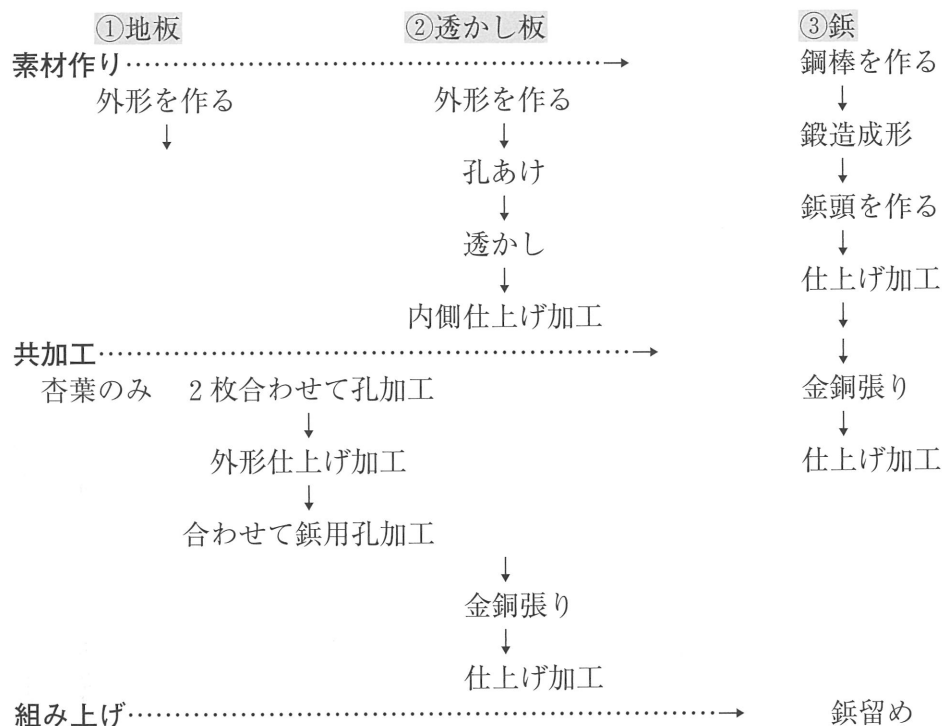 ①地板 ②透かし板 ③鋲
素材作り…………→ 鋼棒を作る
外形を作る 外形を作る
↓ ↓ ↓
鍛造成形
孔あけ ↓
↓ 鋲頭を作る
透かし ↓
↓ 仕上げ加工
内側仕上げ加工 ↓
共加工…………→ ↓
杏葉のみ 2枚合わせて孔加工 金銅張り
↓ ↓
外形仕上げ加工 仕上げ加工
↓
合わせて鋲用孔加工
↓
金銅張り
↓
仕上げ加工
組み上げ…………→ 鋲留め